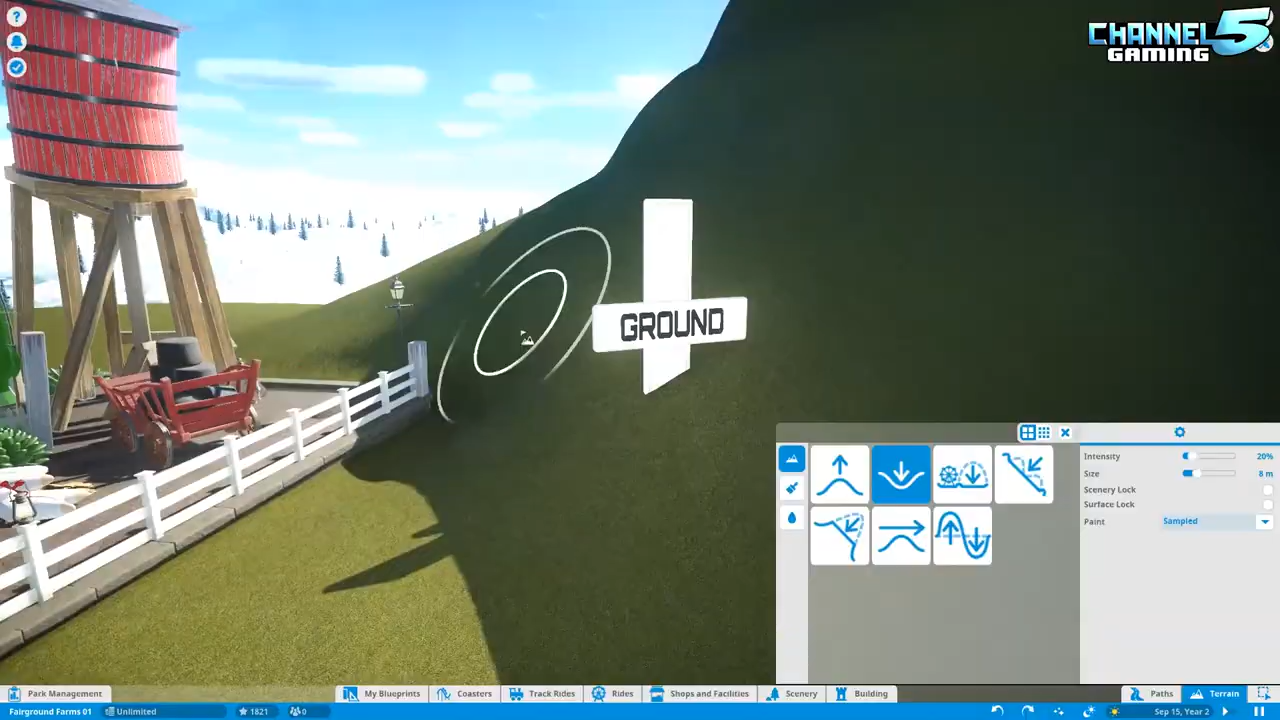 CHANNEL 5
GAMING
GROUND
Intensity 20%
Size 8 m
Scenery Lock
Surface Lock
Paint Sampled
Park Management
My Blueprints
Coasters
Track Rides
Rides
Shops and Facilities
Scenery
Building
Paths
Terrain
Fairground Farms 01
Unlimited
1821
0
Sep 15, Year 2